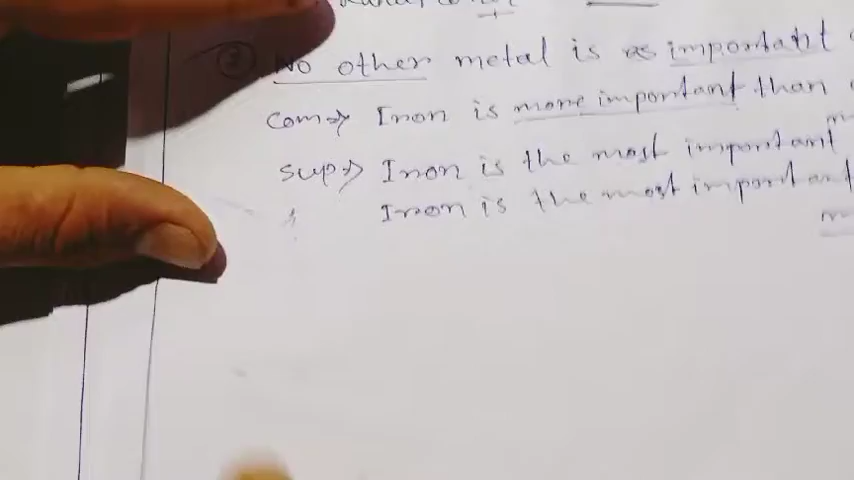 ② No other metal is as important
com⇒ Iron is more important than
sup⇒ Iron is the most important
Iron is the most important